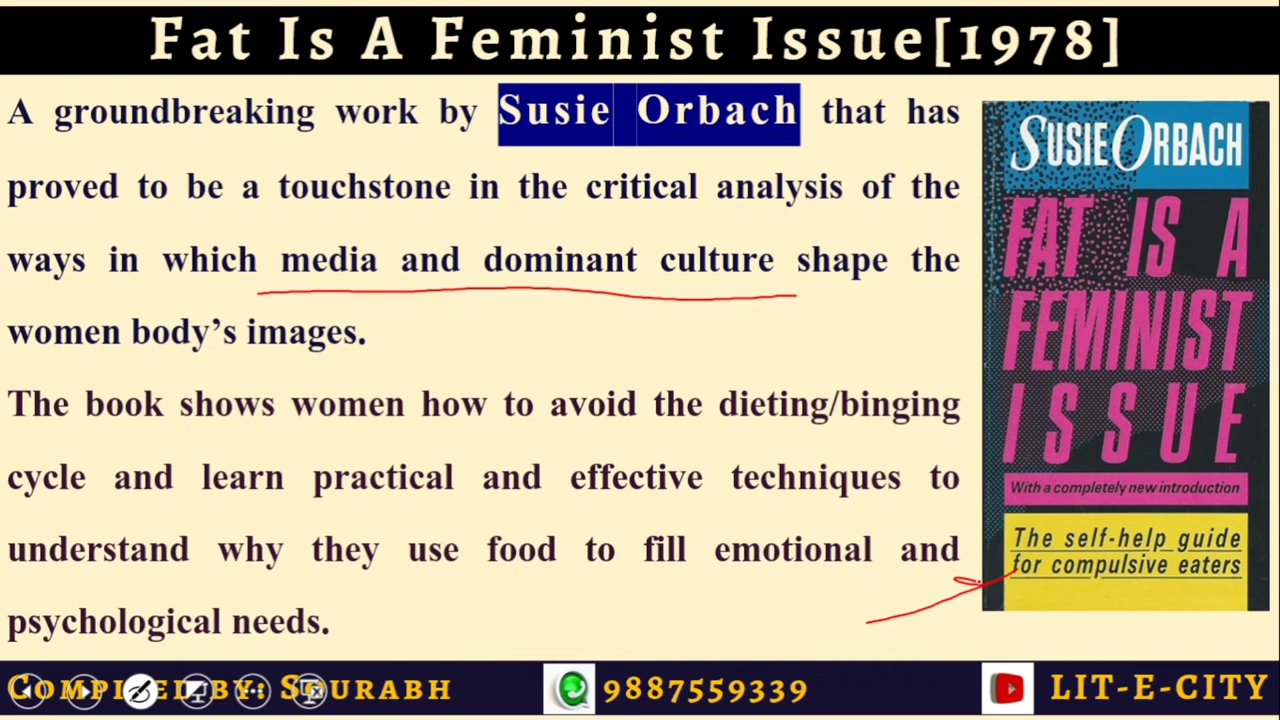 Fat Is A Feminist Issue[1978]
A groundbreaking work by Susie Orbach that has
proved to be a touchstone in the critical analysis of the
ways in which media and dominant culture shape the
women body’s images.
The book shows women how to avoid the dieting/binging
cycle and learn practical and effective techniques to
understand why they use food to fill emotional and
psychological needs.
SUSIE ORBACH
FAT IS A
FEMINIST
ISSUE
With a completely new introduction
The self-help guide
for compulsive eaters
COMPILED BY: SOURABH
9887559339
LIT-E-CITY